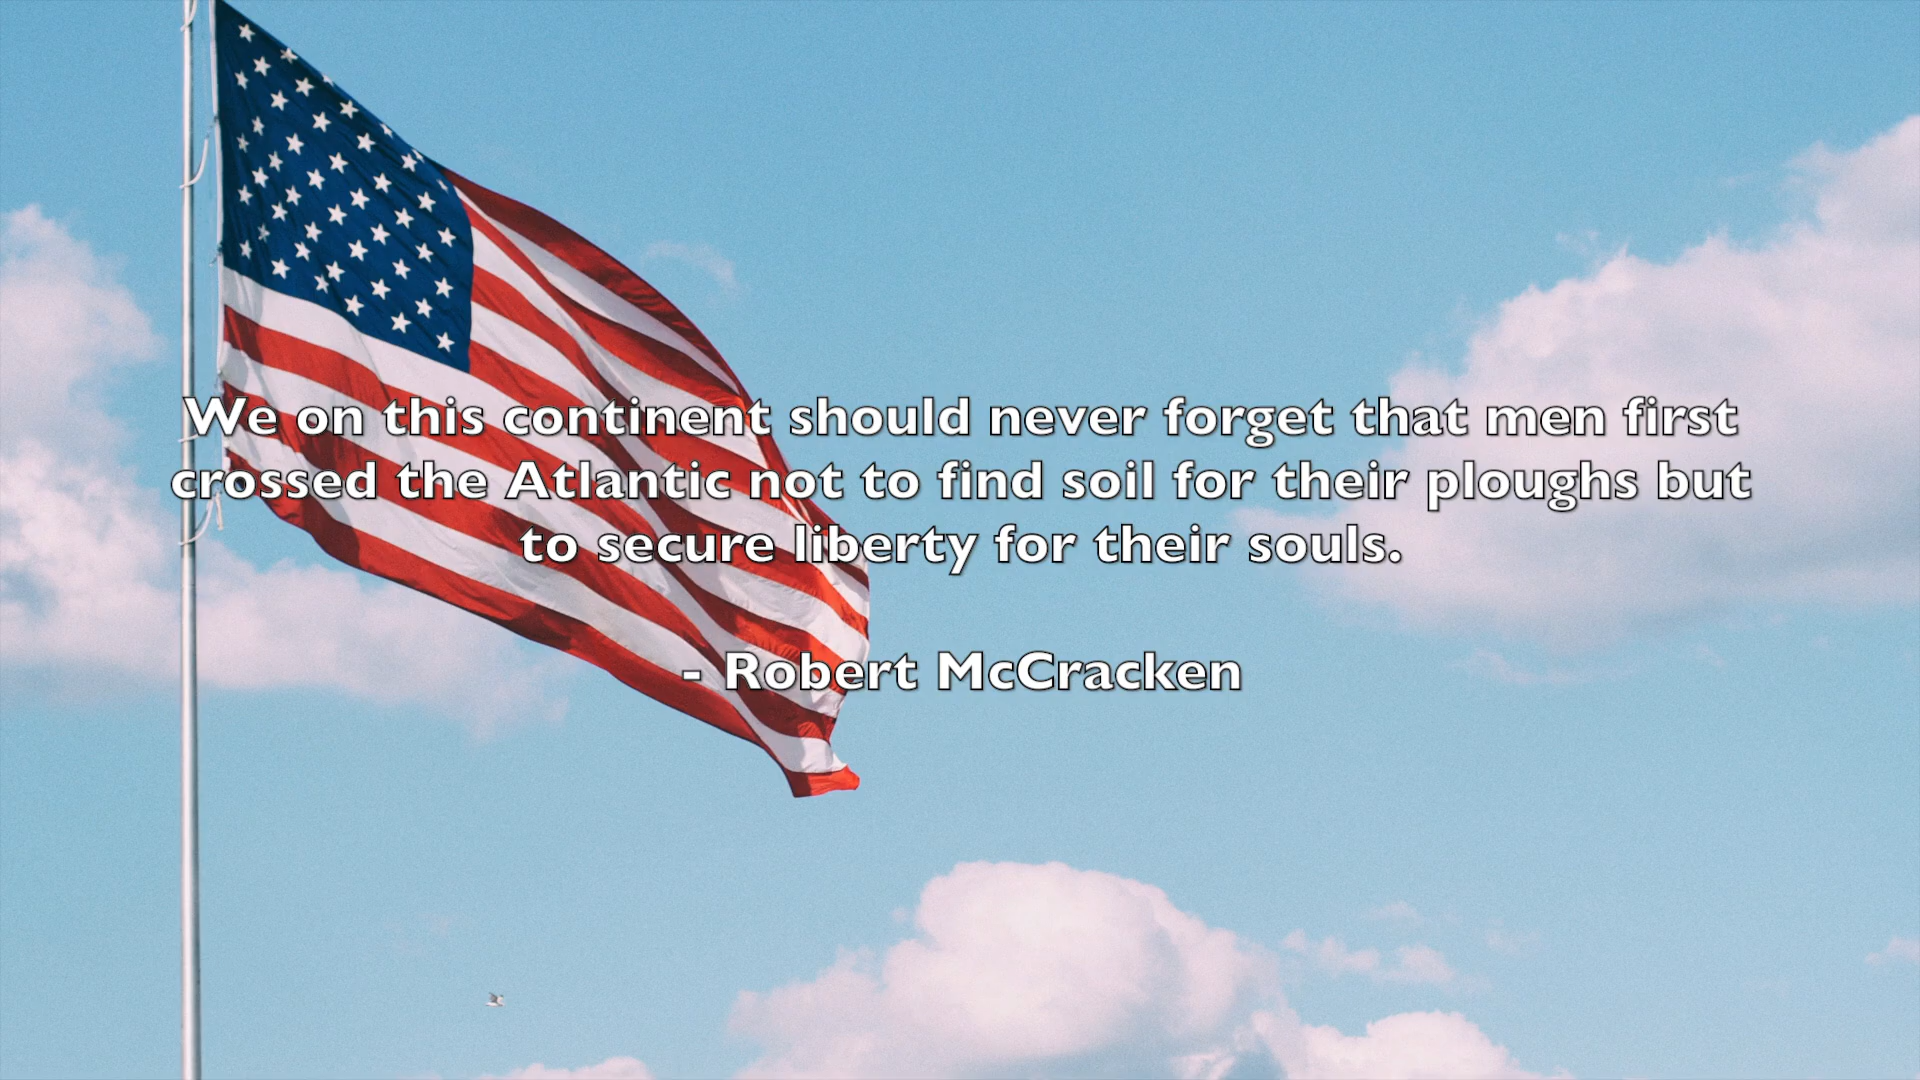 We on this continent should never forget that men first
crossed the Atlantic not to find soil for their ploughs but
to secure liberty for their souls.
- Robert McCracken